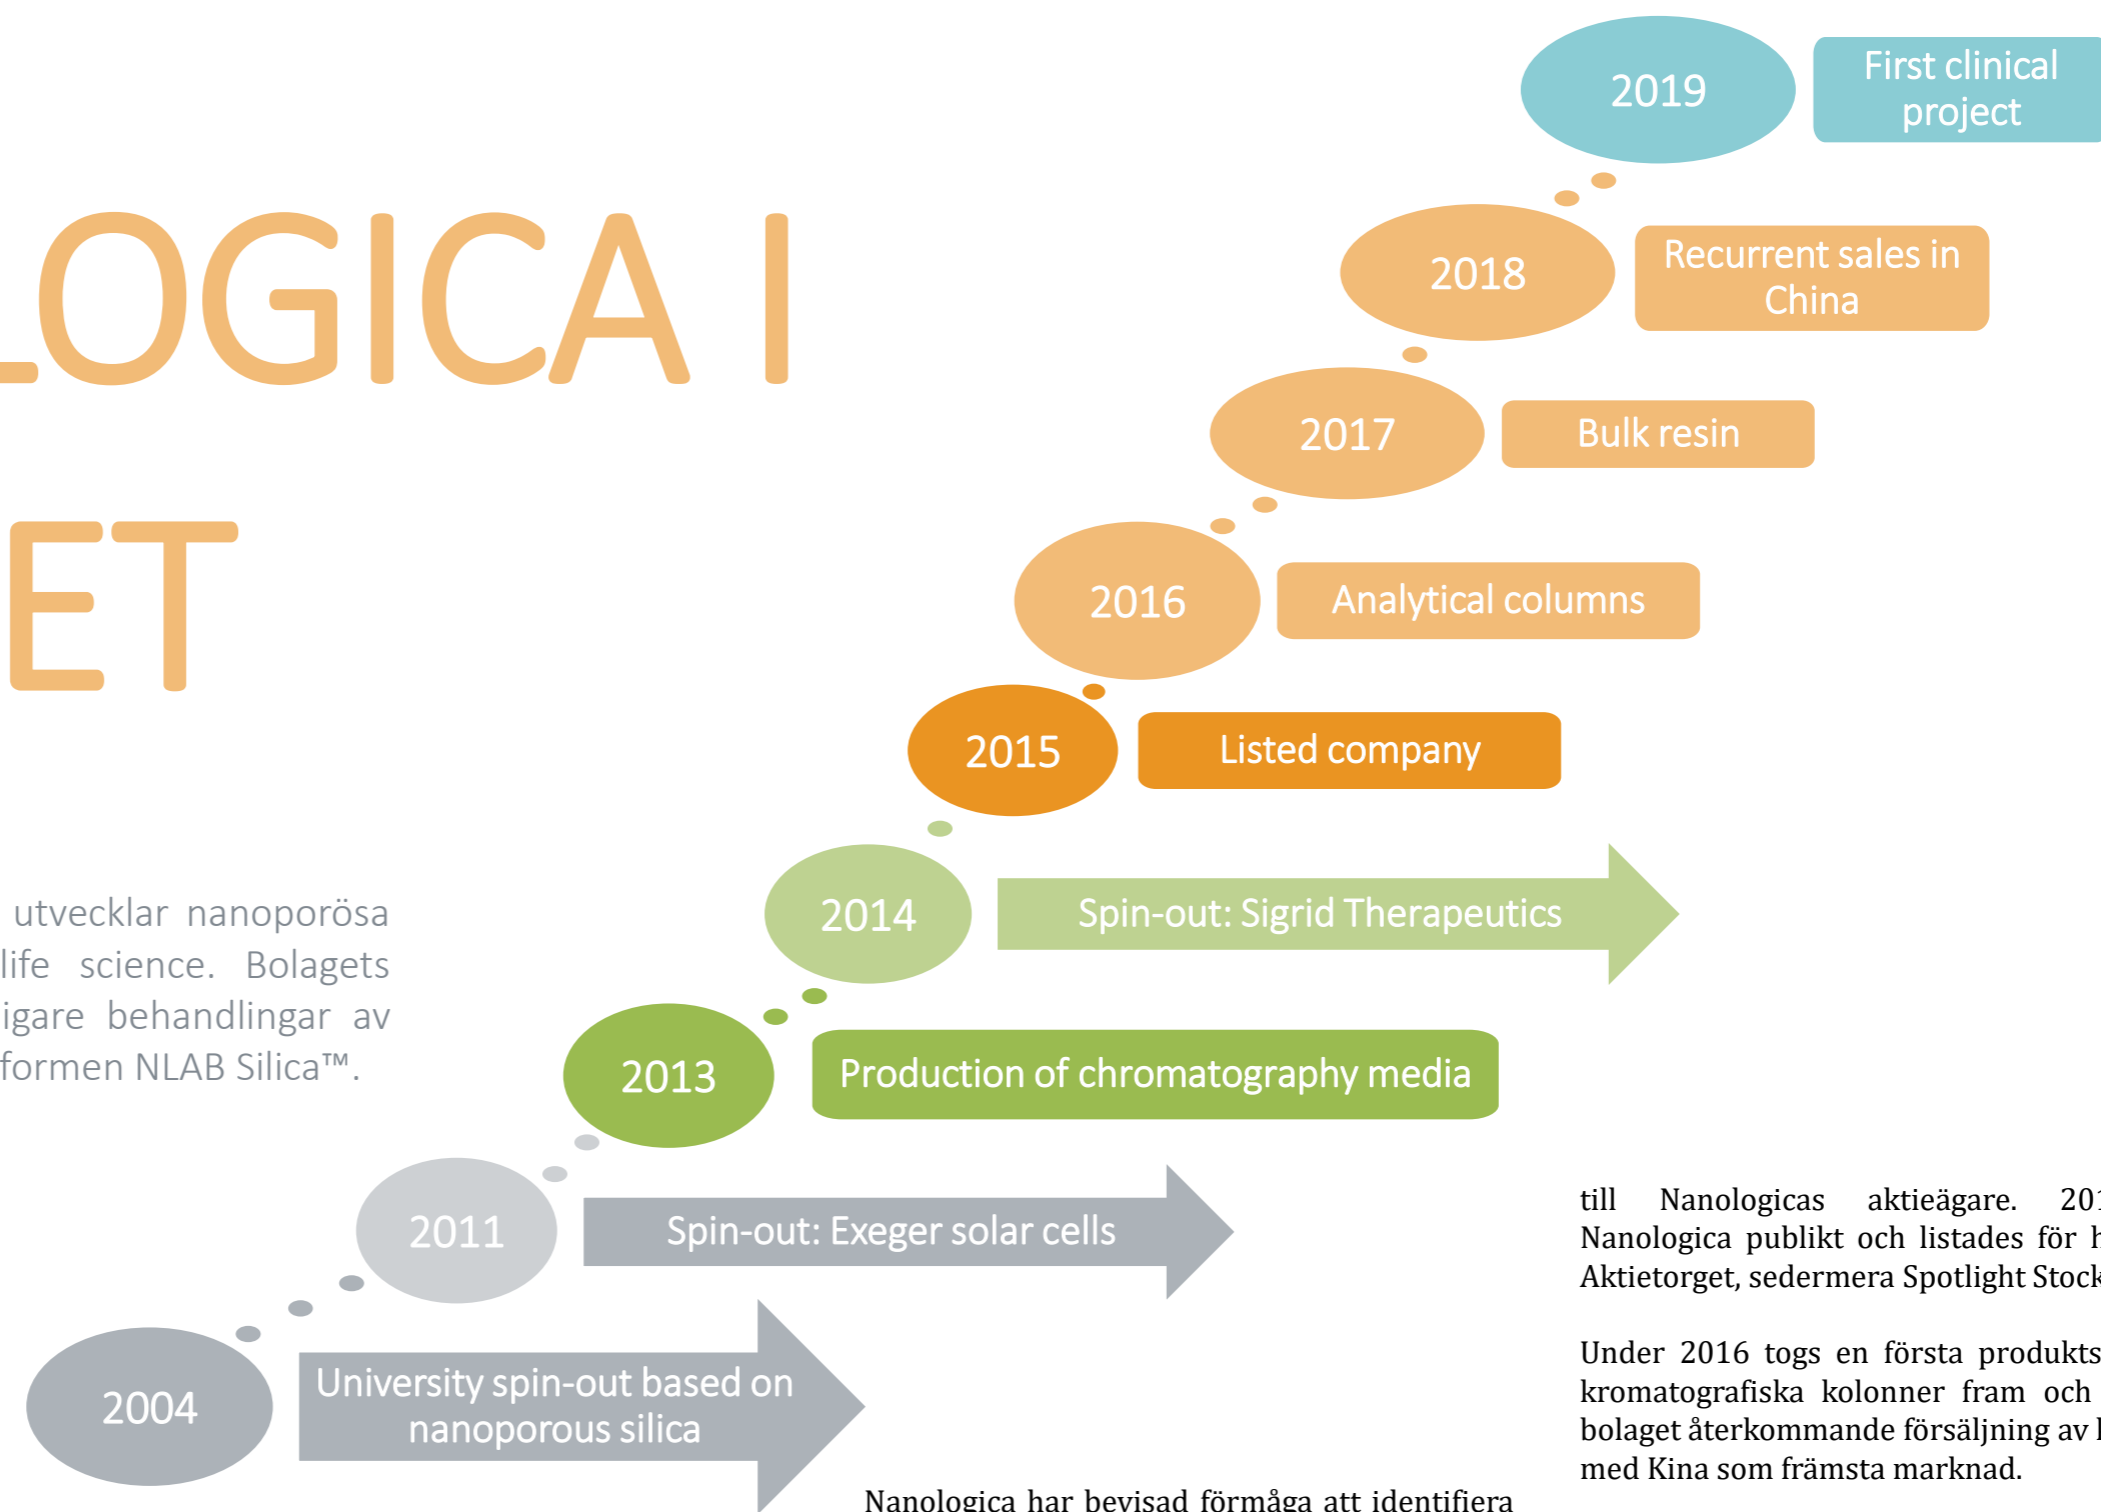 LOGICA I
ET
utvecklar nanoporösa
life science. Bolagets
igare behandlingar av
formen NLAB Silica™.
2019
First clinical
project
2018
Recurrent sales in
China
2017
Bulk resin
2016
Analytical columns
2015
Listed company
2014
Spin-out: Sigrid Therapeutics
2013
Production of chromatography media
2011
Spin-out: Exeger solar cells
2004
University spin-out based on
nanoporous silica
Nanologica har bevisad förmåga att identifiera
till Nanologicas aktieägare.
Nanologica publikt och listades för
Aktietorget, sedermera Spotlight Stock
Under 2016 togs en första
kromatografiska kolonner fram och
bolaget återkommande försäljning av
med Kina som främsta marknad.